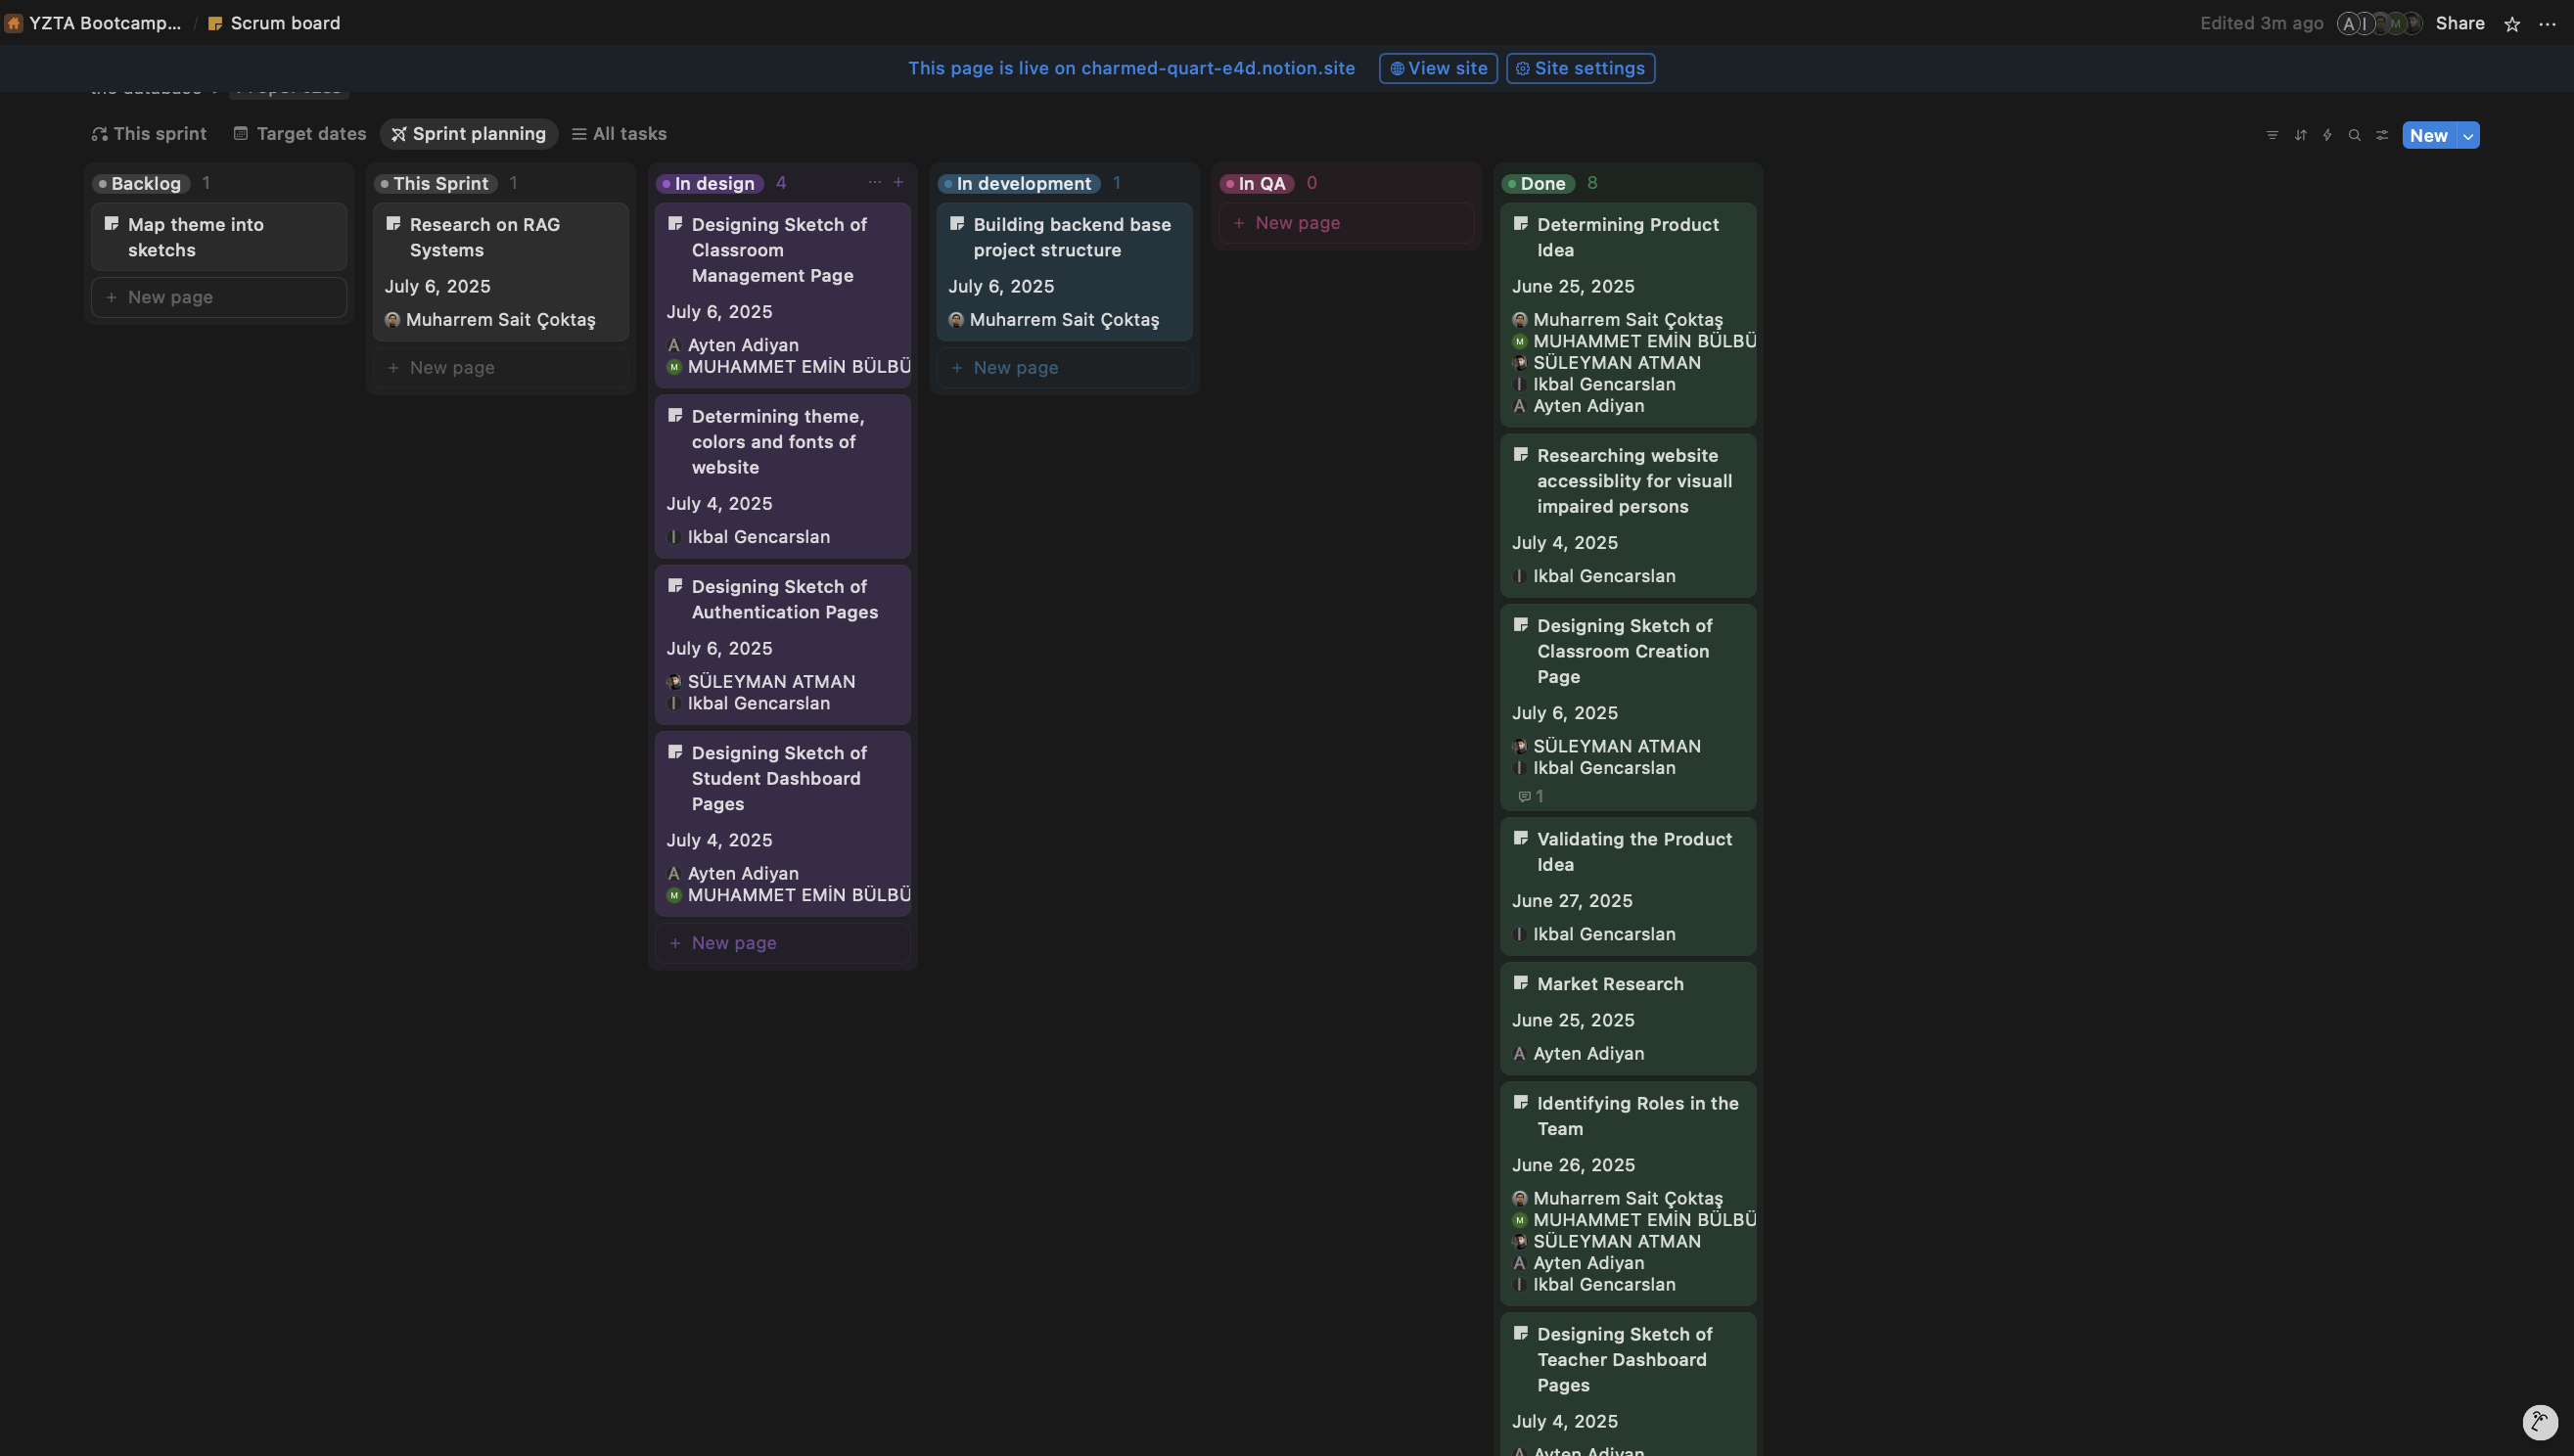 YZTA Bootcamp... / Scrum board
Edited 3m ago
A I M
Share
This page is live on charmed-quart-e4d.notion.site
View site
Site settings
This sprint
Target dates
Sprint planning
All tasks
New
Backlog 1
Map theme into
sketchs
+ New page
This Sprint 1
Research on RAG
Systems
July 6, 2025
Muharrem Sait Çoktaş
+ New page
In design 4
Designing Sketch of
Classroom
Management Page
July 6, 2025
A Ayten Adiyan
M MUHAMMET EMİN BÜLBÜ
Determining theme,
colors and fonts of
website
July 4, 2025
I Ikbal Gencarslan
Designing Sketch of
Authentication Pages
July 6, 2025
SÜLEYMAN ATMAN
I Ikbal Gencarslan
Designing Sketch of
Student Dashboard
Pages
July 4, 2025
A Ayten Adiyan
M MUHAMMET EMİN BÜLBÜ
+ New page
In development 1
Building backend base
project structure
July 6, 2025
Muharrem Sait Çoktaş
+ New page
In QA 0
+ New page
Done 8
Determining Product
Idea
June 25, 2025
Muharrem Sait Çoktaş
M MUHAMMET EMİN BÜLBÜ
SÜLEYMAN ATMAN
I Ikbal Gencarslan
A Ayten Adiyan
Researching website
accessiblity for visuall
impaired persons
July 4, 2025
I Ikbal Gencarslan
Designing Sketch of
Classroom Creation
Page
July 6, 2025
SÜLEYMAN ATMAN
I Ikbal Gencarslan
1
Validating the Product
Idea
June 27, 2025
I Ikbal Gencarslan
Market Research
June 25, 2025
A Ayten Adiyan
Identifying Roles in the
Team
June 26, 2025
Muharrem Sait Çoktaş
M MUHAMMET EMİN BÜLBÜ
SÜLEYMAN ATMAN
A Ayten Adiyan
I Ikbal Gencarslan
Designing Sketch of
Teacher Dashboard
Pages
July 4, 2025
A Ayten Adiyan